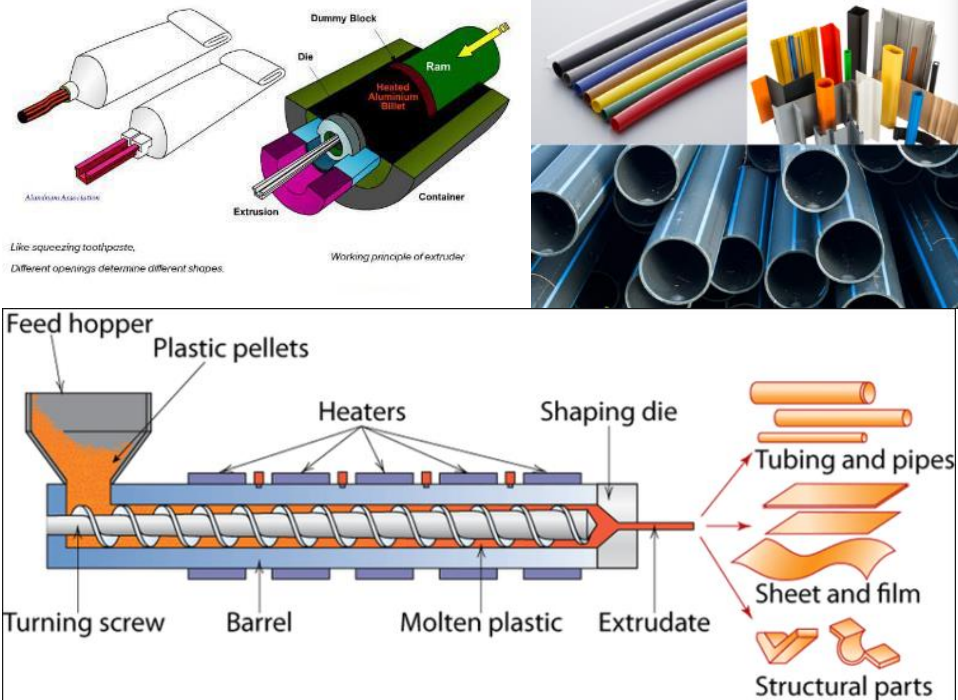 Dummy Block
Die
Ram
Heated
Aluminium
Billet
Aluminum Association
Extrusion
Container
Like squeezing toothpaste,
Different openings determine different shapes.
Working principle of extruder
Feed hopper
Plastic pellets
Heaters
Shaping die
Tubing and pipes
Sheet and film
Turning screw
Barrel
Molten plastic
Extrudate
Structural parts